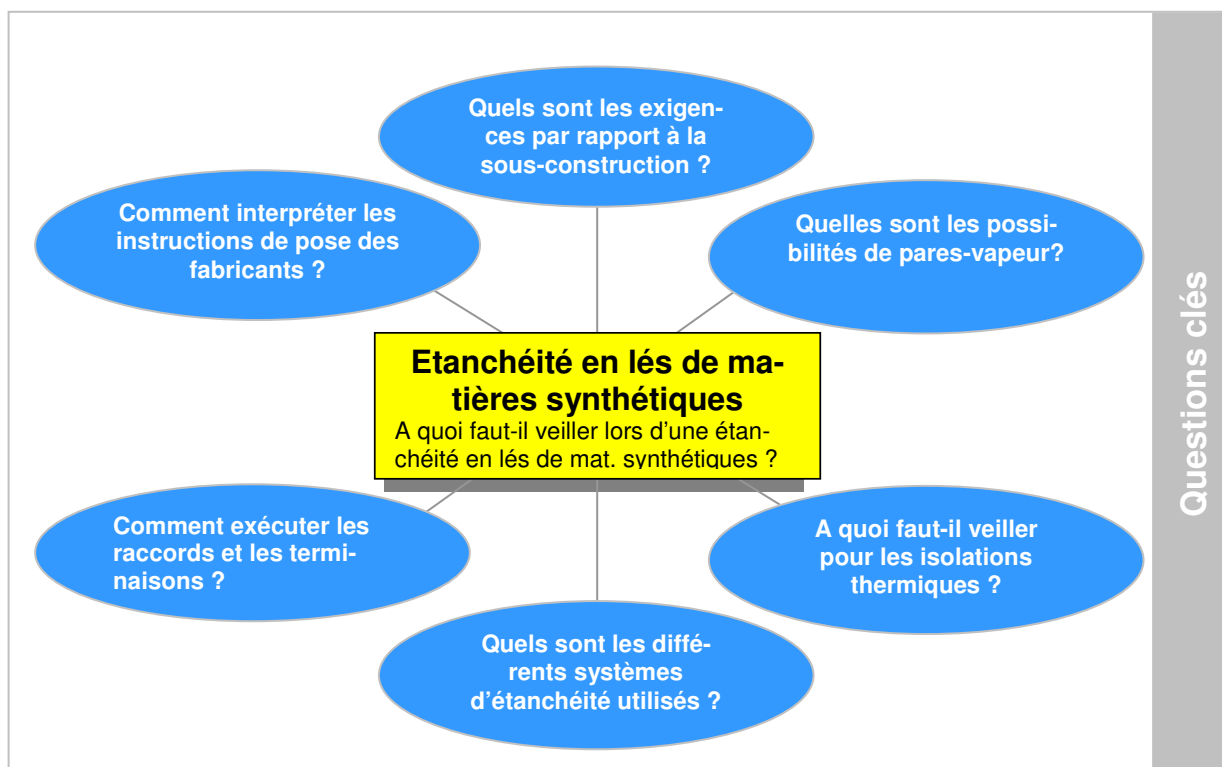 Quels sont les exigen-
ces par rapport à la
sous-construction ?
Comment interpréter les
instructions de pose des
fabricants ?
Quelles sont les possi-
bilités de pares-vapeur?
Etanchéité en lés de ma-
tières synthétiques
A quoi faut-il veiller lors d'une étan-
chéité en lés de mat. synthétiques ?
Comment exécuter les
raccords et les termi-
naisons ?
A quoi faut-il veiller
pour les isolations
thermiques ?
Quels sont les diffé-
rents systèmes
d'étanchéité utilisés ?
Questions clés